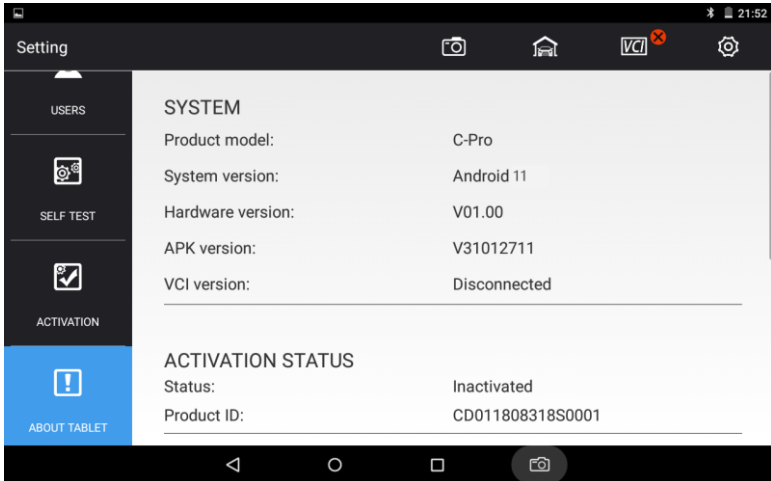 21:52
Setting
VCI
USERS
SELF TEST
ACTIVATION
ABOUT TABLET
SYSTEM
Product model: C-Pro
System version: Android 11
Hardware version: V01.00
APK version: V31012711
VCI version: Disconnected
ACTIVATION STATUS
Status: Inactivated
Product ID: CD011808318S0001